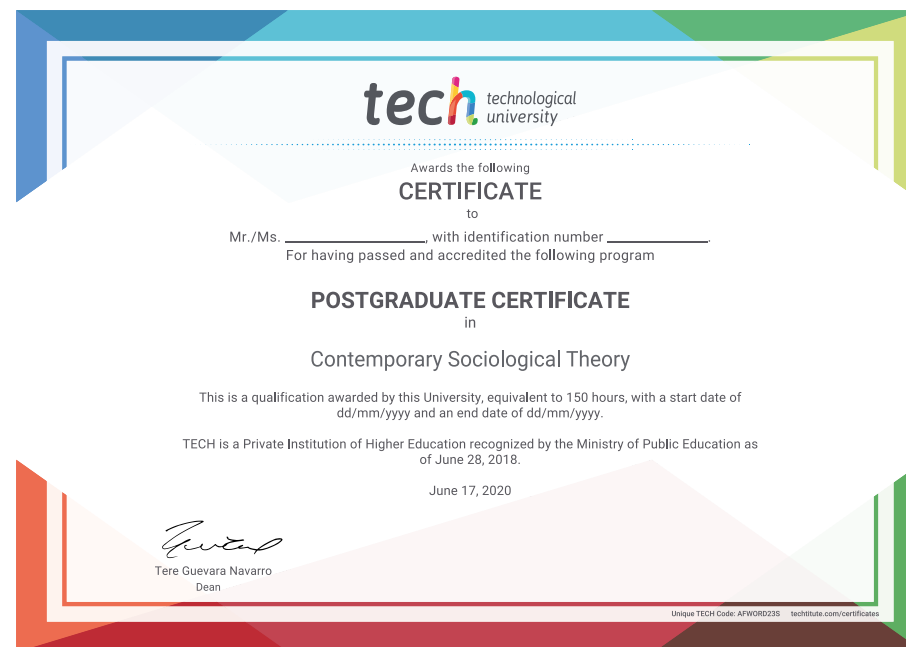 tech technological
university
Awards the following
CERTIFICATE
to
Mr./Ms. ____________________, with identification number ______________.
For having passed and accredited the following program
POSTGRADUATE CERTIFICATE
in
Contemporary Sociological Theory
This is a qualification awarded by this University, equivalent to 150 hours, with a start date of
dd/mm/yyyy and an end date of dd/mm/yyyy.
TECH is a Private Institution of Higher Education recognized by the Ministry of Public Education as
of June 28, 2018.
June 17, 2020
Tere Guevara Navarro
Dean
Unique TECH Code: AFWORD23S techtitute.com/certificates